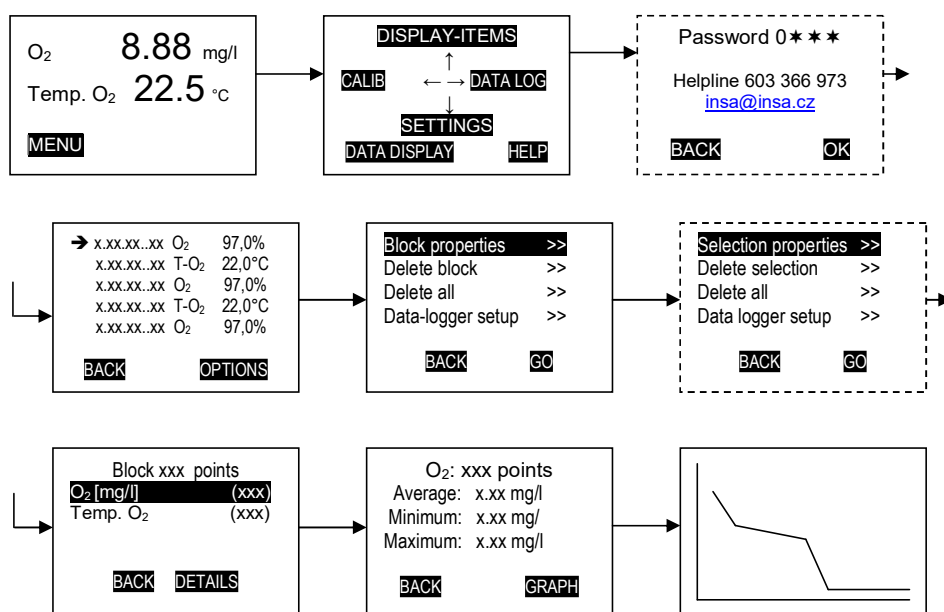 O₂ 8.88 mg/l
Temp. O₂ 22.5 °C
MENU
DISPLAY-ITEMS
↑
CALIB ← → DATA LOG
↓
SETTINGS
DATA DISPLAY HELP
Password 0✶✶✶
Helpline 603 366 973
insa@insa.cz
BACK OK
➔ x.xx.xx..xx O₂ 97,0%
x.xx.xx..xx T-O₂ 22,0°C
x.xx.xx..xx O₂ 97,0%
x.xx.xx..xx T-O₂ 22,0°C
x.xx.xx..xx O₂ 97,0%
BACK OPTIONS
Block properties >>
Delete block >>
Delete all >>
Data-logger setup >>
BACK GO
Selection properties >>
Delete selection >>
Delete all >>
Data logger setup >>
BACK GO
Block xxx points
O₂ [mg/l] (xxx)
Temp. O₂ (xxx)
BACK DETAILS
O₂: xxx points
Average: x.xx mg/l
Minimum: x.xx mg/
Maximum: x.xx mg/l
BACK GRAPH